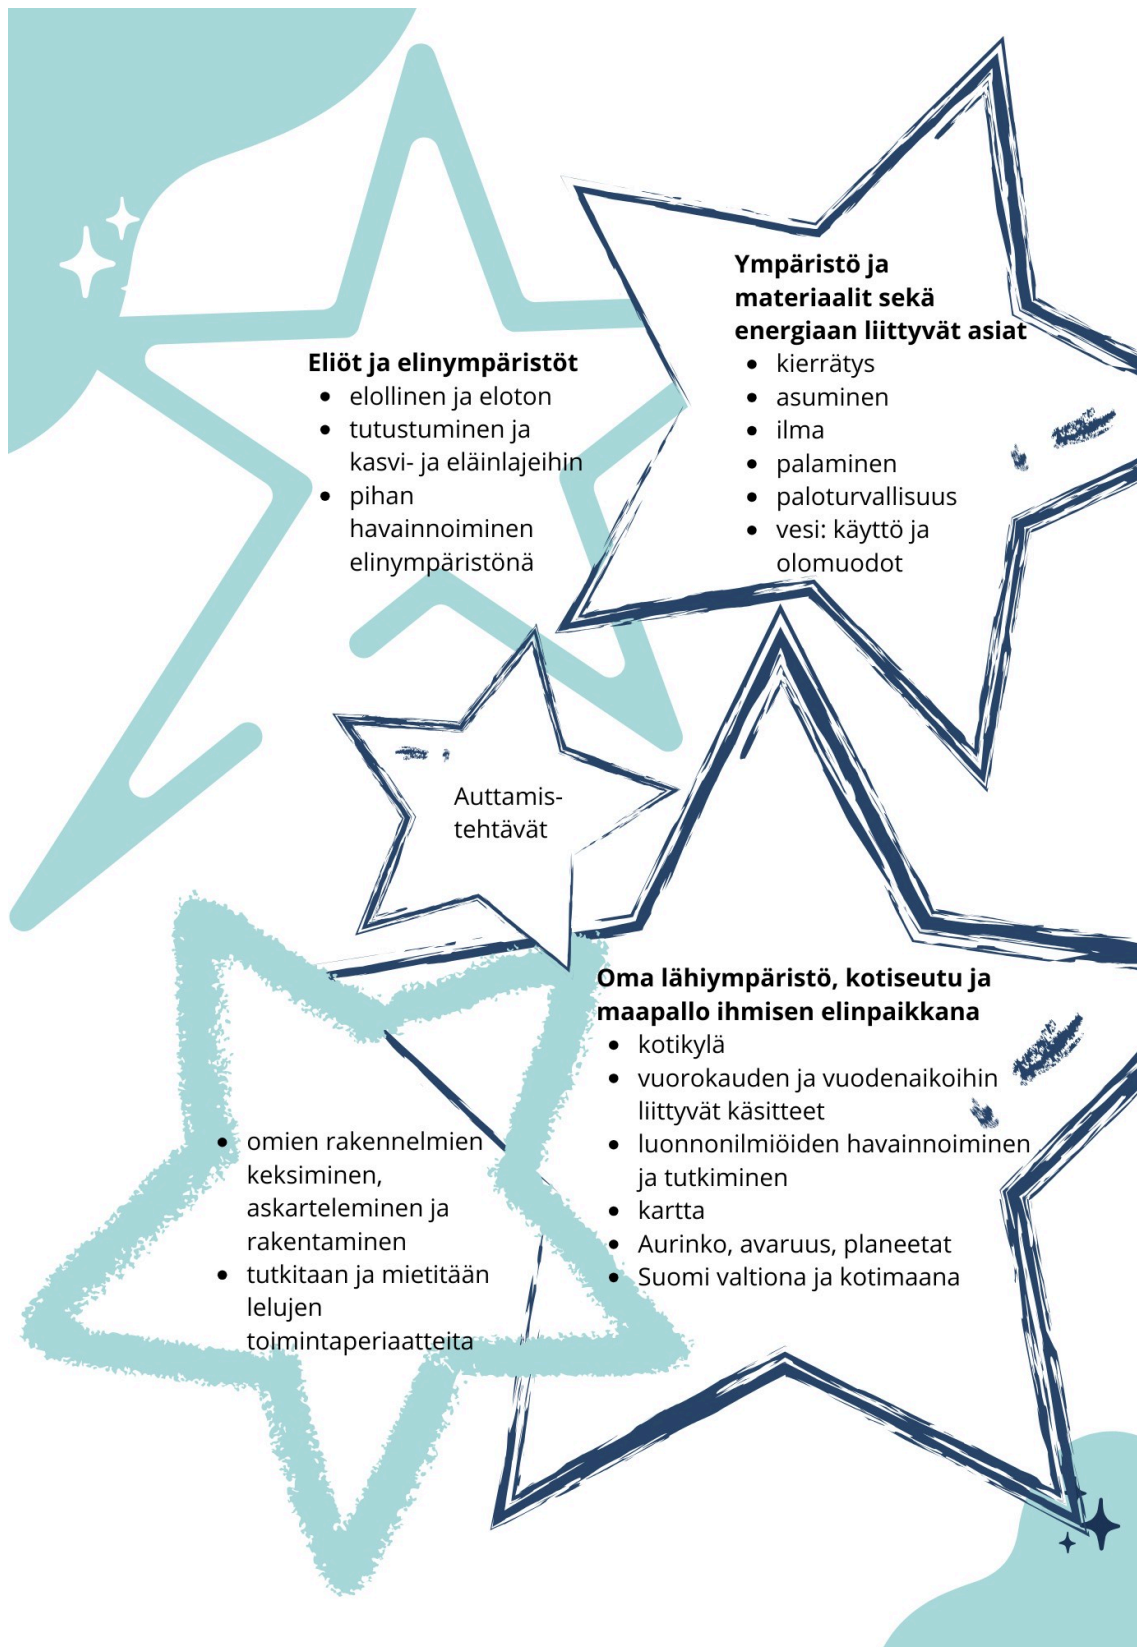 Eliöt ja elinympäristöt
• elollinen ja eloton
• tutustuminen ja
kasvi- ja eläinlajeihin
• pihan
havainnoiminen
elinympäristönä
Ympäristö ja
materiaalit sekä
energiaan liittyvät asiat
• kierrätys
• asuminen
• ilma
• palaminen
• paloturvallisuus
• vesi: käyttö ja
olomuodot
Auttamis-
tehtävät
Oma lähiympäristö, kotiseutu ja
maapallo ihmisen elinpaikkana
• kotikylä
• vuorokauden ja vuodenaikoihin
liittyvät käsitteet
• luonnonilmiöiden havainnoiminen
ja tutkiminen
• kartta
• Aurinko, avaruus, planeetat
• Suomi valtiona ja kotimaana
• omien rakennelmien
keksiminen,
askarteleminen ja
rakentaminen
• tutkitaan ja mietitään
lelujen
toimintaperiaatteita